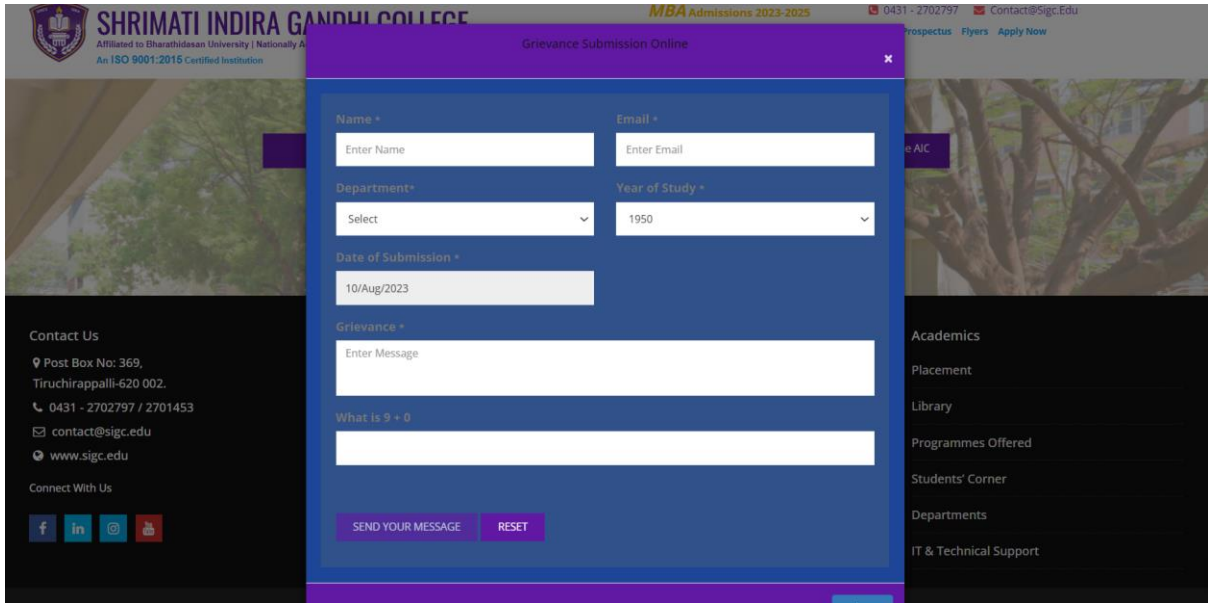 SHRIMATI INDIRA GANDHI COLLEGE
Affiliated to Bharathidasan University | Nationally A
An ISO 9001:2015 Certified Institution
MBA Admissions 2023-2025
0431 - 2702797 Contact@Sigc.Edu
Prospectus Flyers Apply Now
Grievance Submission Online
×
AIC
Name *
Email *
Enter Name
Enter Email
Department*
Year of Study *
Select
1950
Date of Submission *
10/Aug/2023
Grievance *
Enter Message
What is 9 + 0
SEND YOUR MESSAGE
RESET
Contact Us
Post Box No: 369,
Tiruchirappalli-620 002.
0431 - 2702797 / 2701453
contact@sigc.edu
www.sigc.edu
Connect With Us
Academics
Placement
Library
Programmes Offered
Students' Corner
Departments
IT & Technical Support